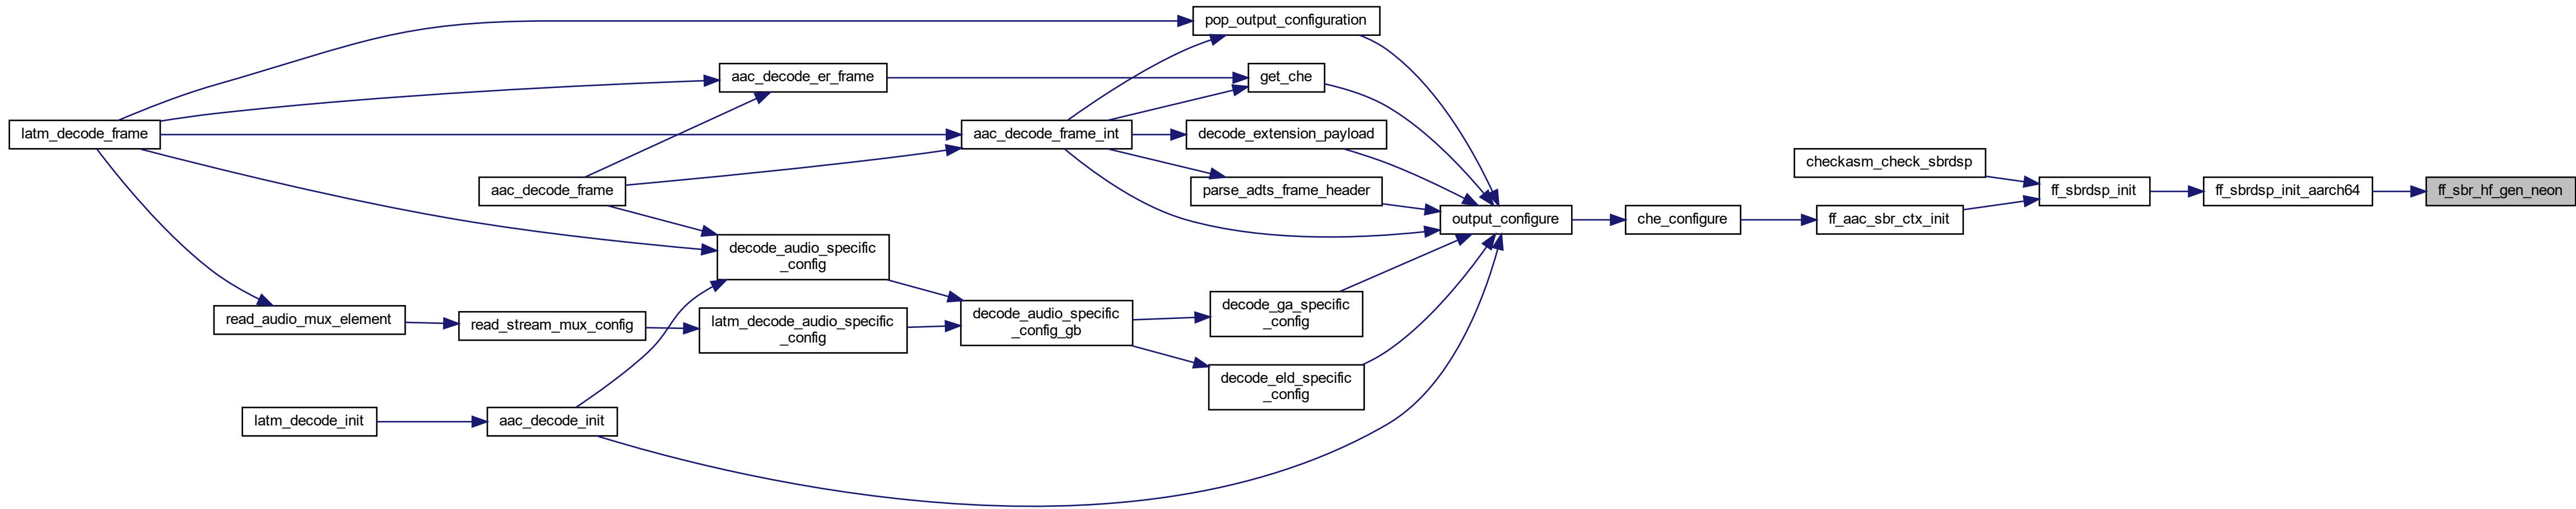 pop_output_configuration
aac_decode_er_frame
get_che
latm_decode_frame
aac_decode_frame_int
decode_extension_payload
checkasm_check_sbrdsp
aac_decode_frame
parse_adts_frame_header
ff_sbrdsp_init
ff_sbrdsp_init_aarch64
ff_sbr_hf_gen_neon
output_configure
che_configure
ff_aac_sbr_ctx_init
decode_audio_specific
_config
read_audio_mux_element
read_stream_mux_config
latm_decode_audio_specific
_config
decode_audio_specific
_config_gb
decode_ga_specific
_config
decode_eld_specific
_config
latm_decode_init
aac_decode_init